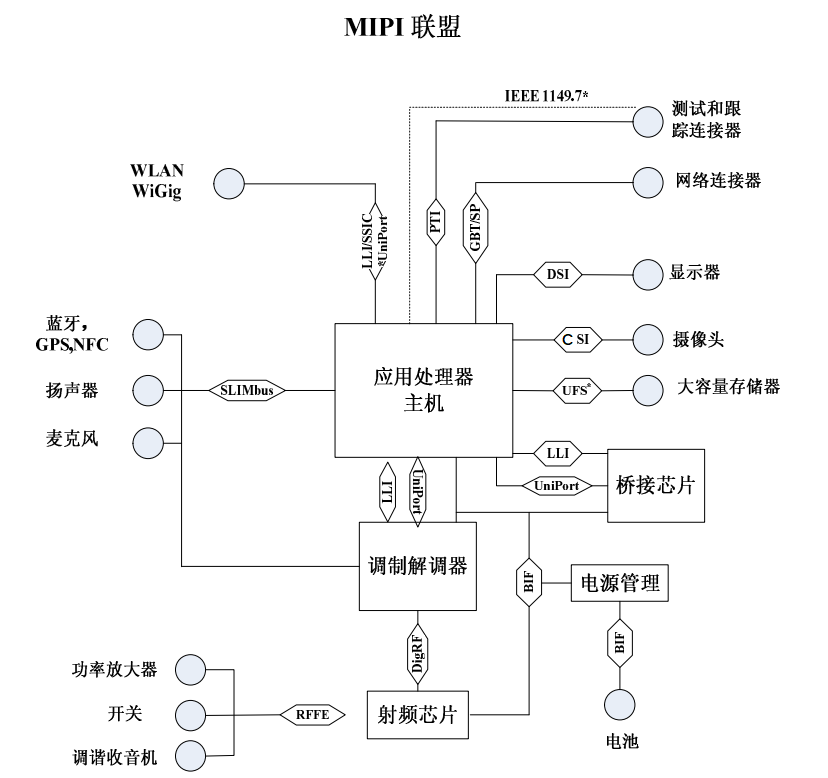 MIPI 联盟
IEEE 1149.7*
测试和跟
踪连接器
WLAN
WiGig
网络连接器
LLI/SSIC
*UniPort
PTI
GBT/SP
DSI
显示器
蓝牙，
GPS,NFC
应用处理器
主机
CSI
摄像头
扬声器
SLIMbus
UFS*
大容量存储器
麦克风
LLI
UniPort
LLI
UniPort
桥接芯片
调制解调器
BIF
电源管理
BIF
DigRF
功率放大器
开关
RFFE
射频芯片
调谐收音机
电池